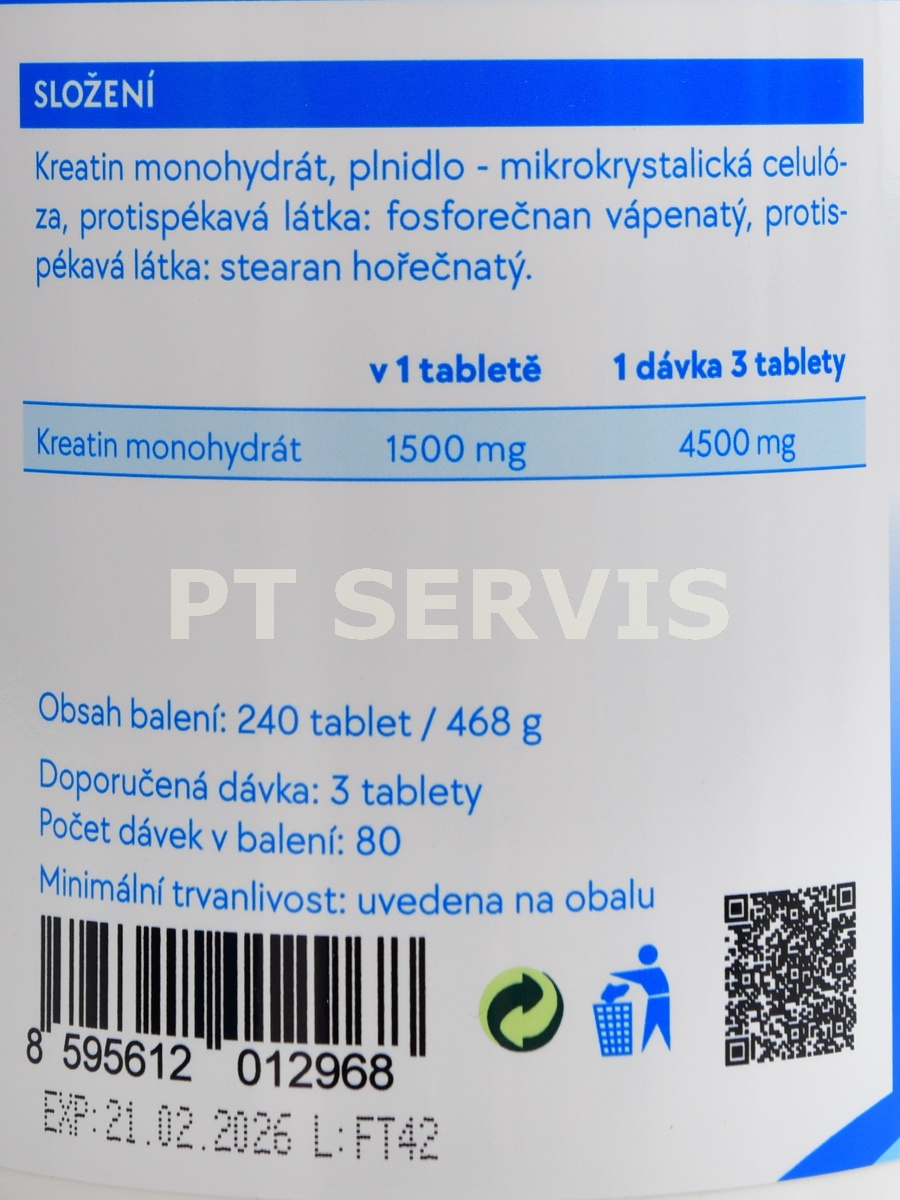 SLOŽENÍ
Kreatin monohydrát, plnidlo - mikrokrystalická celuló-
za, protispékavá látka: fosforečnan vápenatý, protis-
pékavá látka: stearan hořečnatý.
v 1 tabletě 1 dávka 3 tablety
Kreatin monohydrát 1500 mg 4500 mg
PT SERVIS
Obsah balení: 240 tablet / 468 g
Doporučená dávka: 3 tablety
Počet dávek v balení: 80
Minimální trvanlivost: uvedena na obalu
8 595612 012968
EXP: 21.02.2026 L: FT42